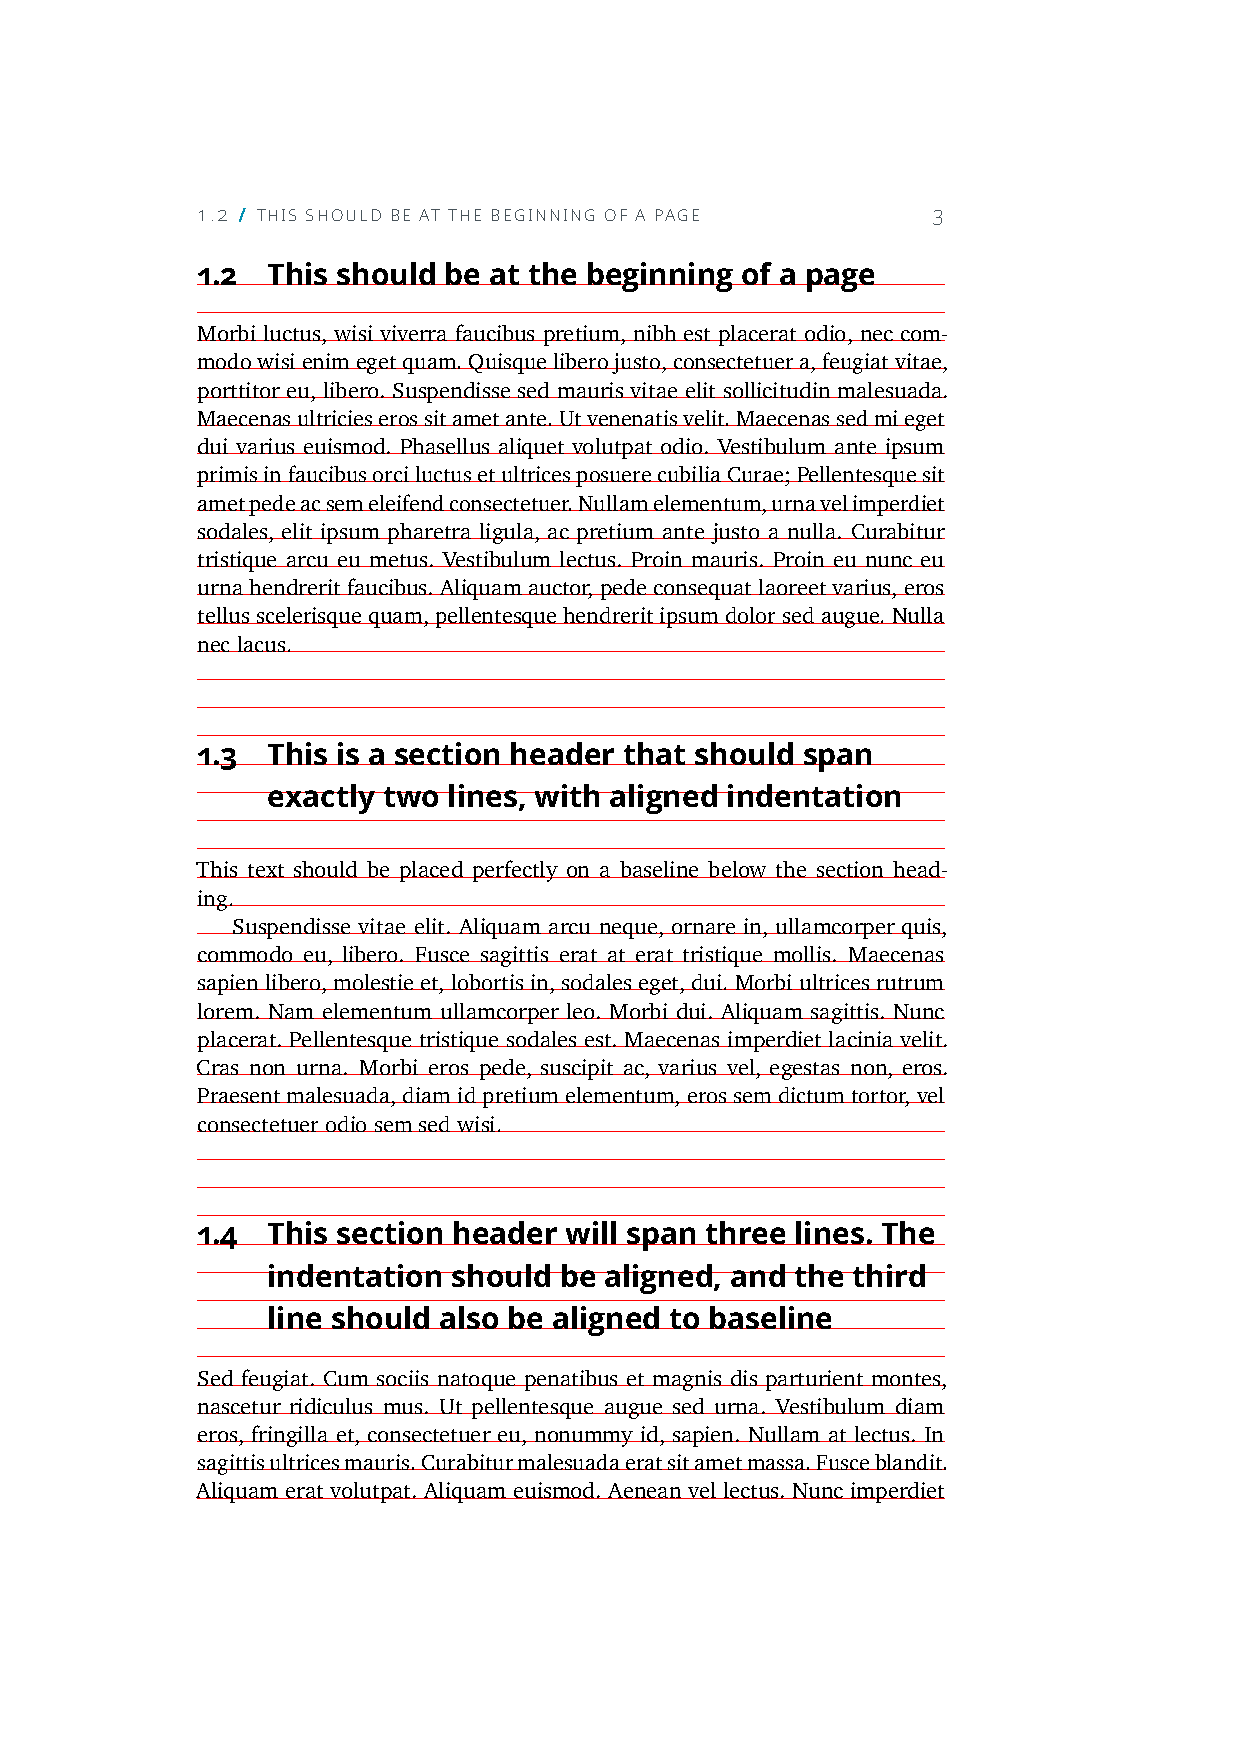 1.2 / THIS SHOULD BE AT THE BEGINNING OF A PAGE 3
1.2 This should be at the beginning of a page
Morbi luctus, wisi viverra faucibus pretium, nibh est placerat odio, nec com-
modo wisi enim eget quam. Quisque libero justo, consectetuer a, feugiat vitae,
porttitor eu, libero. Suspendisse sed mauris vitae elit sollicitudin malesuada.
Maecenas ultricies eros sit amet ante. Ut venenatis velit. Maecenas sed mi eget
dui varius euismod. Phasellus aliquet volutpat odio. Vestibulum ante ipsum
primis in faucibus orci luctus et ultrices posuere cubilia Curae; Pellentesque sit
amet pede ac sem eleifend consectetuer. Nullam elementum, urna vel imperdiet
sodales, elit ipsum pharetra ligula, ac pretium ante justo a nulla. Curabitur
tristique arcu eu metus. Vestibulum lectus. Proin mauris. Proin eu nunc eu
urna hendrerit faucibus. Aliquam auctor, pede consequat laoreet varius, eros
tellus scelerisque quam, pellentesque hendrerit ipsum dolor sed augue. Nulla
nec lacus.
1.3 This is a section header that should span
exactly two lines, with aligned indentation
This text should be placed perfectly on a baseline below the section head-
ing.
Suspendisse vitae elit. Aliquam arcu neque, ornare in, ullamcorper quis,
commodo eu, libero. Fusce sagittis erat at erat tristique mollis. Maecenas
sapien libero, molestie et, lobortis in, sodales eget, dui. Morbi ultrices rutrum
lorem. Nam elementum ullamcorper leo. Morbi dui. Aliquam sagittis. Nunc
placerat. Pellentesque tristique sodales est. Maecenas imperdiet lacinia velit.
Cras non urna. Morbi eros pede, suscipit ac, varius vel, egestas non, eros.
Praesent malesuada, diam id pretium elementum, eros sem dictum tortor, vel
consectetuer odio sem sed wisi.
1.4 This section header will span three lines. The
indentation should be aligned, and the third
line should also be aligned to baseline
Sed feugiat. Cum sociis natoque penatibus et magnis dis parturient montes,
nascetur ridiculus mus. Ut pellentesque augue sed urna. Vestibulum diam
eros, fringilla et, consectetuer eu, nonummy id, sapien. Nullam at lectus. In
sagittis ultrices mauris. Curabitur malesuada erat sit amet massa. Fusce blandit.
Aliquam erat volutpat. Aliquam euismod. Aenean vel lectus. Nunc imperdiet